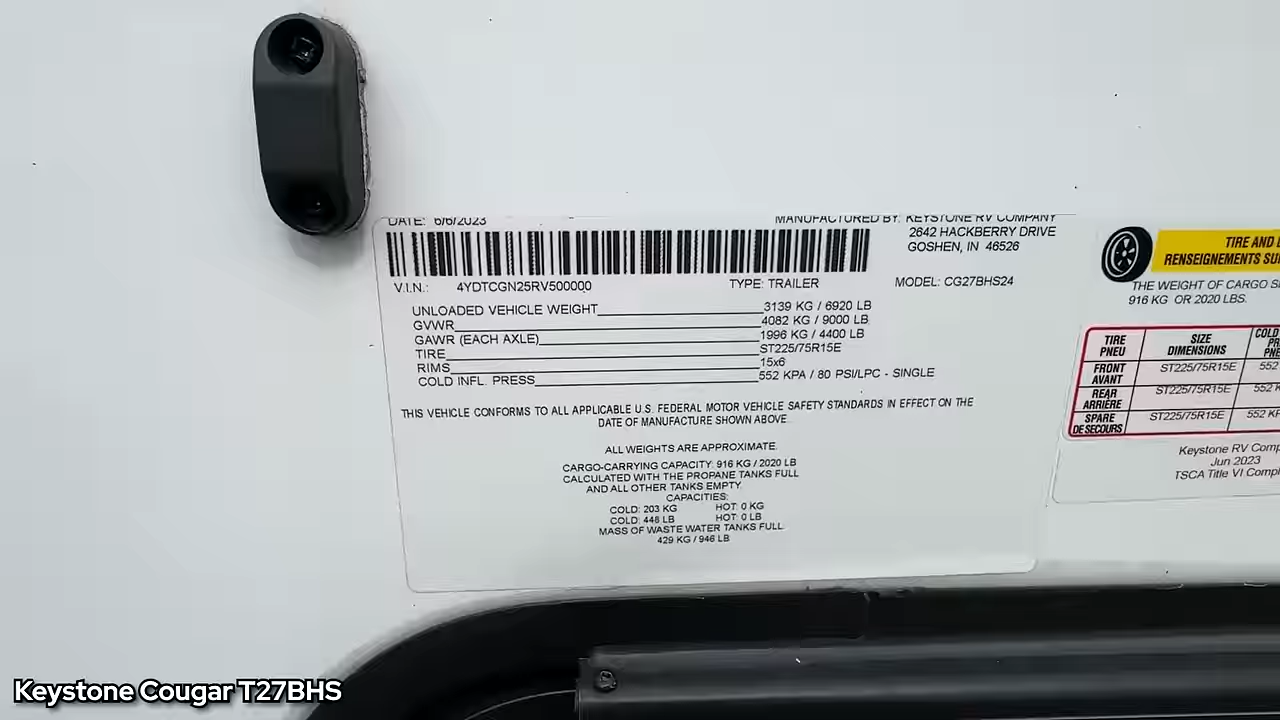 DATE: 6/6/2023
MANUFACTURED BY: KEYSTONE RV COMPANY
2642 HACKBERRY DRIVE
GOSHEN, IN 46526
V.I.N.: 4YDTCGN25RV500000 TYPE: TRAILER MODEL: CG27BHS24
UNLOADED VEHICLE WEIGHT 3139 KG / 6920 LB
GVWR 4082 KG / 9000 LB
GAWR (EACH AXLE) 1996 KG / 4400 LB
TIRE ST225/75R15E
RIMS 15x6
COLD INFL. PRESS 552 KPA / 80 PSI/LPC - SINGLE
THIS VEHICLE CONFORMS TO ALL APPLICABLE U.S. FEDERAL MOTOR VEHICLE SAFETY STANDARDS IN EFFECT ON THE
DATE OF MANUFACTURE SHOWN ABOVE.
ALL WEIGHTS ARE APPROXIMATE.
CARGO-CARRYING CAPACITY: 916 KG / 2020 LB
CALCULATED WITH THE PROPANE TANKS FULL
AND ALL OTHER TANKS EMPTY.
CAPACITIES:
COLD: 203 KG HOT: 0 KG
COLD: 448 LB HOT: 0 LB
MASS OF WASTE WATER TANKS FULL
429 KG / 946 LB
TIRE AND
RENSEIGNEMENTS
THE WEIGHT OF CARGO
916 KG OR 2020 LBS.
TIRE SIZE COLD
PNEU DIMENSIONS
FRONT ST225/75R15E 552
AVANT
REAR ST225/75R15E 552
ARRIÈRE
SPARE ST225/75R15E 552
DE SECOURS
Keystone RV
Jun 2023
TSCA Title VI
Keystone Cougar T27BHS